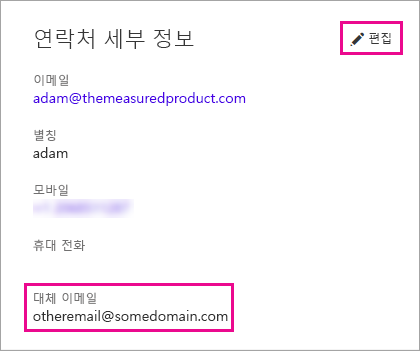 연락처 세부 정보
편집
이메일
adam@themeasuredproduct.com
별칭
adam
모바일
휴대 전화
대체 이메일
otheremail@somedomain.com